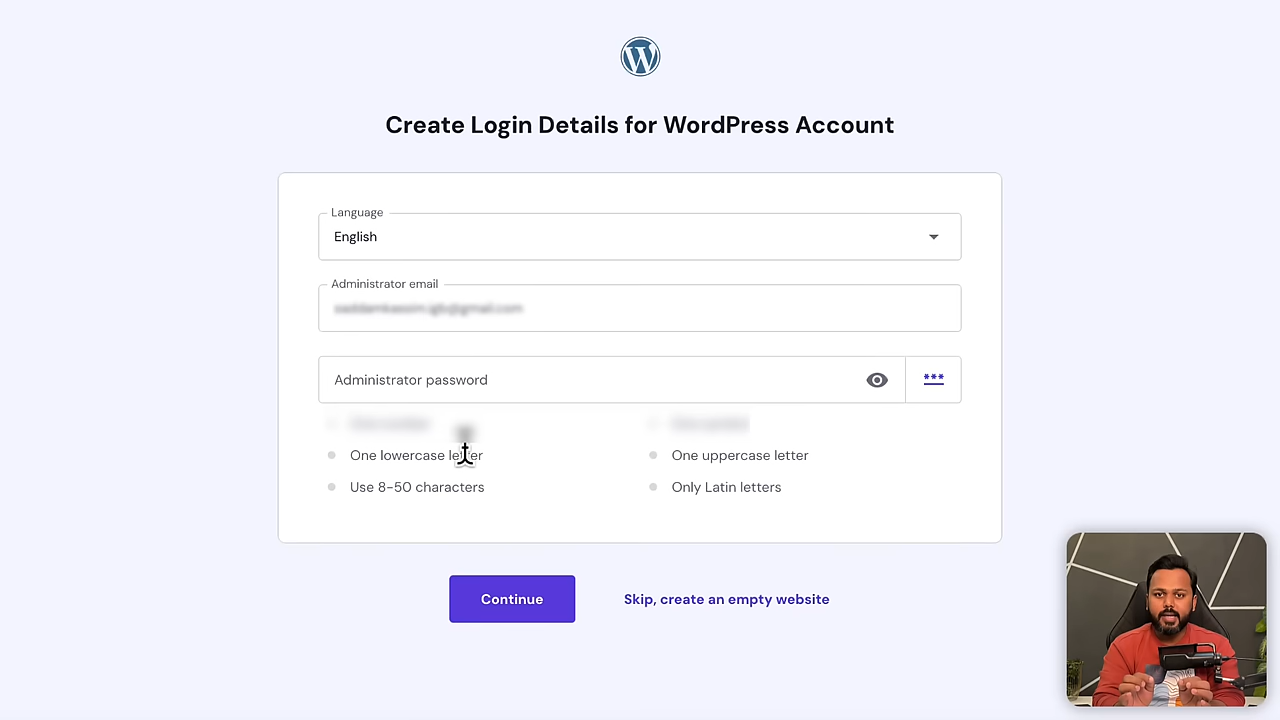 Create Login Details for WordPress Account
Language
English
Administrator email
Administrator password
***
One lowercase letter
One uppercase letter
Use 8-50 characters
Only Latin letters
Continue
Skip, create an empty website